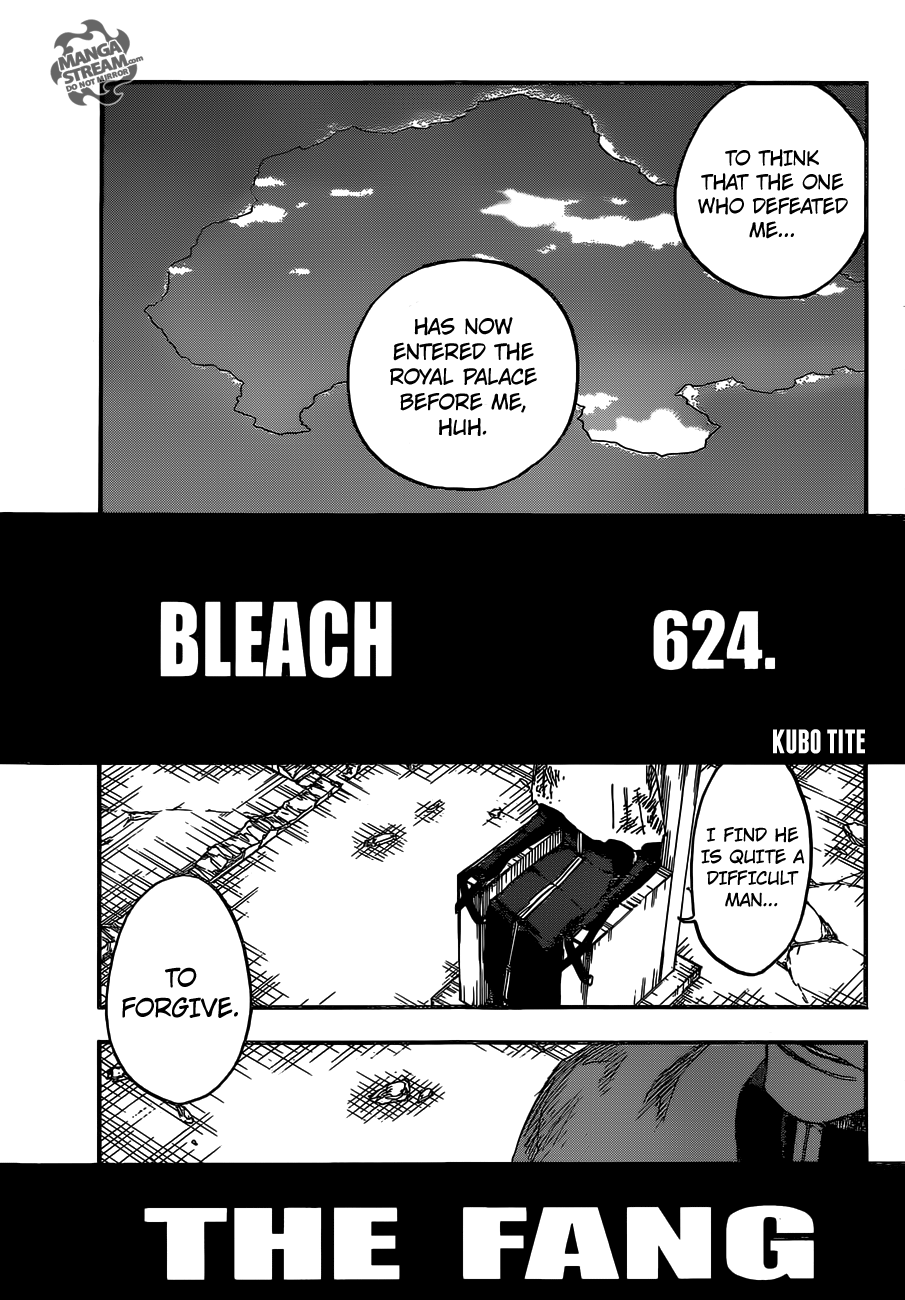 MANGA
STREAM.com
DO NOT MIRROR
TO THINK
THAT THE ONE
WHO DEFEATED
ME...
HAS NOW
ENTERED THE
ROYAL PALACE
BEFORE ME,
HUH.
BLEACH 624.
KUBO TITE
I FIND HE
IS QUITE A
DIFFICULT
MAN...
TO
FORGIVE.
THE FANG